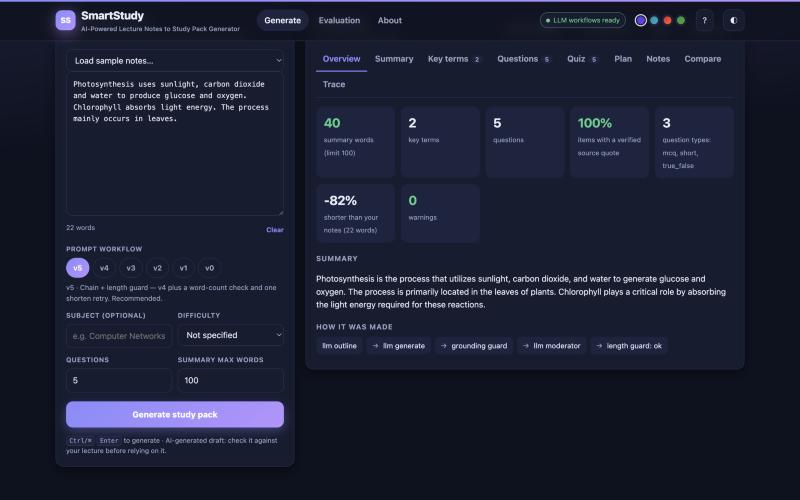 SS
SmartStudy
AI-Powered Lecture Notes to Study Pack Generator
Generate
Evaluation
About
LLM workflows ready
?
Load sample notes...
Photosynthesis uses sunlight, carbon dioxide
and water to produce glucose and oxygen.
Chlorophyll absorbs light energy. The process
mainly occurs in leaves.
22 words
Clear
PROMPT WORKFLOW
v5 v4 v3 v2 v1 v0
v5 · Chain + length guard — v4 plus a word-count check and one
shorten retry. Recommended.
SUBJECT (OPTIONAL)
DIFFICULTY
e.g. Computer Networks
Not specified
QUESTIONS
SUMMARY MAX WORDS
5
100
Generate study pack
Ctrl/⌘ Enter to generate · AI-generated draft: check it against
your lecture before relying on it.
Overview Summary Key terms 2 Questions 5 Quiz 5 Plan Notes Compare
Trace
40
summary words
(limit 100)
2
key terms
5
questions
100%
items with a verified
source quote
3
question types:
mcq, short,
true_false
-82%
shorter than your
notes (22 words)
0
warnings
SUMMARY
Photosynthesis is the process that utilizes sunlight, carbon dioxide, and water to generate glucose and
oxygen. The process is primarily located in the leaves of plants. Chlorophyll plays a critical role by absorbing
the light energy required for these reactions.
HOW IT WAS MADE
llm outline → llm generate → grounding guard → llm moderator → length guard: ok